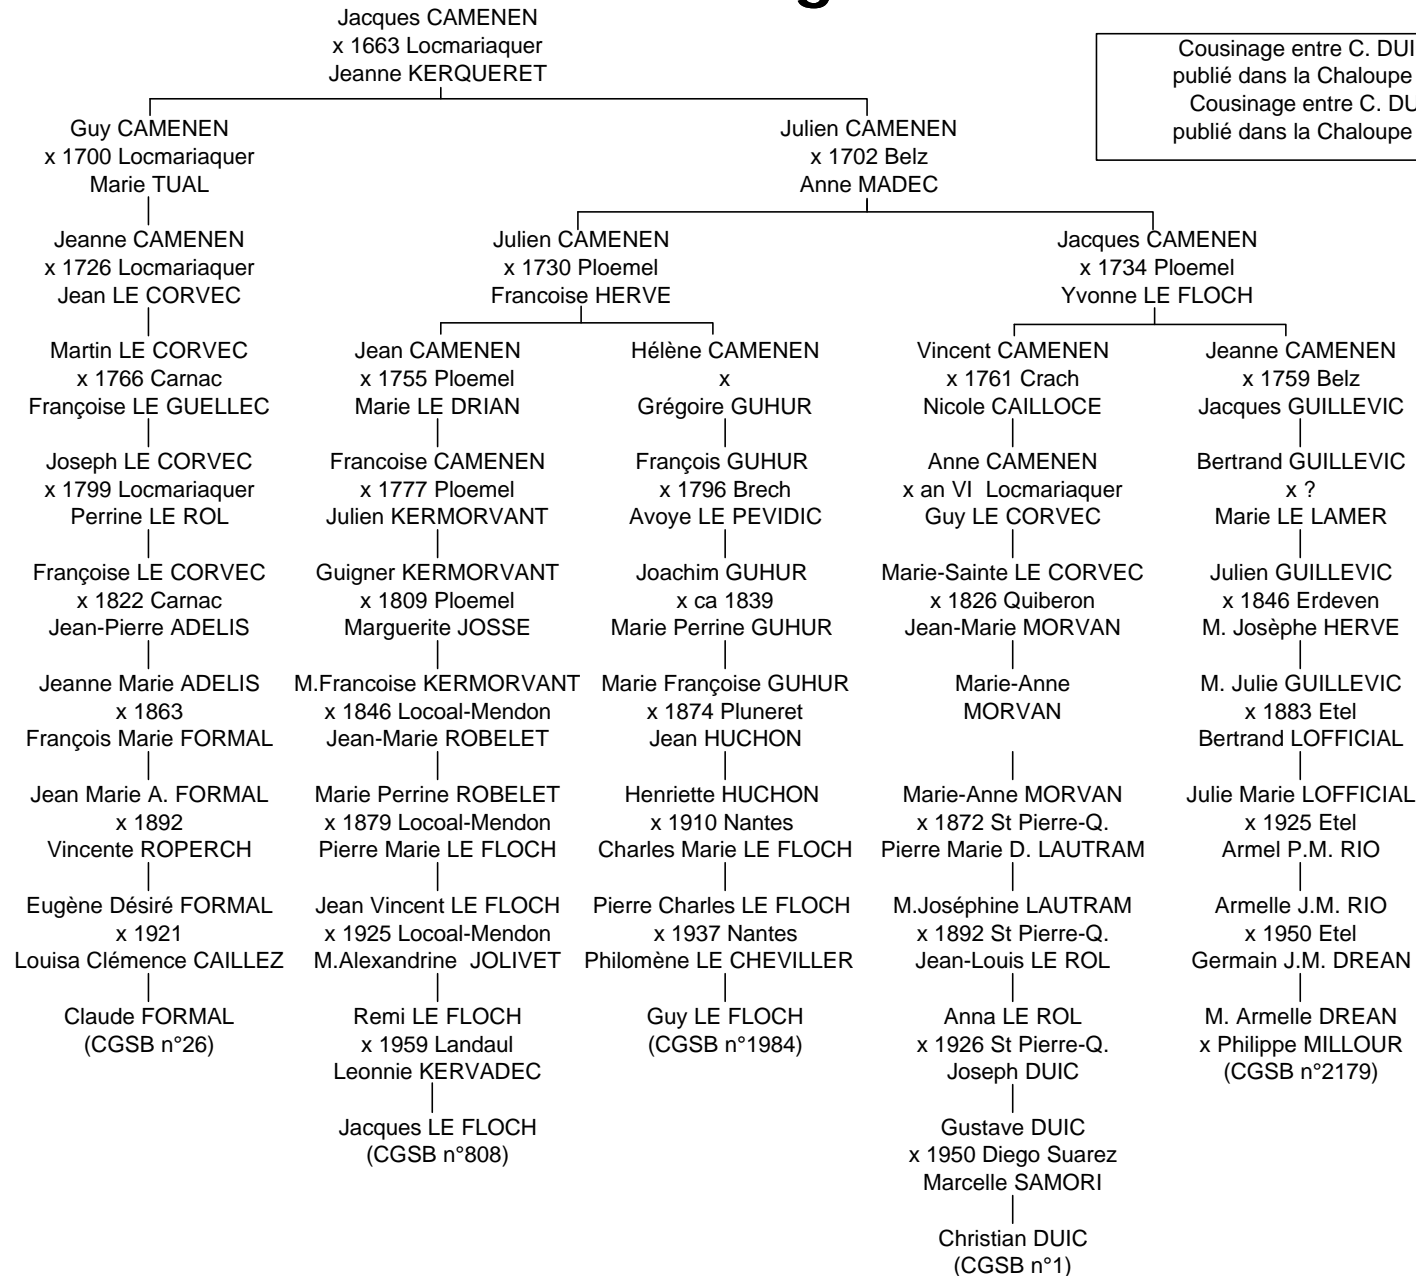 Jacques CAMENEN
x 1663 Locmariaquer
Jeanne KERQUERET
Cousinage entre C. DUI
publié dans la Chaloupe
Cousinage entre C. DU
publié dans la Chaloupe
Guy CAMENEN
x 1700 Locmariaquer
Marie TUAL
Julien CAMENEN
x 1702 Belz
Anne MADEC
Jeanne CAMENEN
x 1726 Locmariaquer
Jean LE CORVEC
Julien CAMENEN
x 1730 Ploemel
Francoise HERVE
Jacques CAMENEN
x 1734 Ploemel
Yvonne LE FLOCH
Martin LE CORVEC
x 1766 Carnac
Françoise LE GUELLEC
Jean CAMENEN
x 1755 Ploemel
Marie LE DRIAN
Hélène CAMENEN
x
Grégoire GUHUR
Vincent CAMENEN
x 1761 Crach
Nicole CAILLOCE
Jeanne CAMENEN
x 1759 Belz
Jacques GUILLEVIC
Joseph LE CORVEC
x 1799 Locmariaquer
Perrine LE ROL
Francoise CAMENEN
x 1777 Ploemel
Julien KERMORVANT
François GUHUR
x 1796 Brech
Avoye LE PEVIDIC
Anne CAMENEN
x an VI Locmariaquer
Guy LE CORVEC
Bertrand GUILLEVIC
x ?
Marie LE LAMER
Françoise LE CORVEC
x 1822 Carnac
Jean-Pierre ADELIS
Guigner KERMORVANT
x 1809 Ploemel
Marguerite JOSSE
Joachim GUHUR
x ca 1839
Marie Perrine GUHUR
Marie-Sainte LE CORVEC
x 1826 Quiberon
Jean-Marie MORVAN
Julien GUILLEVIC
x 1846 Erdeven
M. Josèphe HERVE
Jeanne Marie ADELIS
x 1863
François Marie FORMAL
M.Francoise KERMORVANT
x 1846 Locoal-Mendon
Jean-Marie ROBELET
Marie Françoise GUHUR
x 1874 Pluneret
Jean HUCHON
Marie-Anne
MORVAN
M. Julie GUILLEVIC
x 1883 Etel
Bertrand LOFFICIAL
Jean Marie A. FORMAL
x 1892
Vincente ROPERCH
Marie Perrine ROBELET
x 1879 Locoal-Mendon
Pierre Marie LE FLOCH
Henriette HUCHON
x 1910 Nantes
Charles Marie LE FLOCH
Marie-Anne MORVAN
x 1872 St Pierre-Q.
Pierre Marie D. LAUTRAM
Julie Marie LOFFICIAL
x 1925 Etel
Armel P.M. RIO
Eugène Désiré FORMAL
x 1921
Louisa Clémence CAILLEZ
Jean Vincent LE FLOCH
x 1925 Locoal-Mendon
M.Alexandrine JOLIVET
Pierre Charles LE FLOCH
x 1937 Nantes
Philomène LE CHEVILLER
M.Joséphine LAUTRAM
x 1892 St Pierre-Q.
Jean-Louis LE ROL
Armelle J.M. RIO
x 1950 Etel
Germain J.M. DREAN
Claude FORMAL
(CGSB n°26)
Remi LE FLOCH
x 1959 Landaul
Leonnie KERVADEC
Guy LE FLOCH
(CGSB n°1984)
Anna LE ROL
x 1926 St Pierre-Q.
Joseph DUIC
M. Armelle DREAN
x Philippe MILLOUR
(CGSB n°2179)
Jacques LE FLOCH
(CGSB n°808)
Gustave DUIC
x 1950 Diego Suarez
Marcelle SAMORI
Christian DUIC
(CGSB n°1)